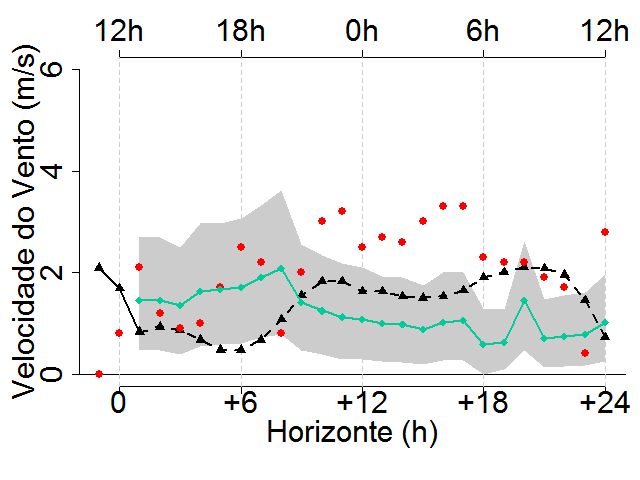 12h 18h 0h 6h 12h
Velocidade do Vento (m/s)
6
4
2
0
0 +6 +12 +18 +24
Horizonte (h)